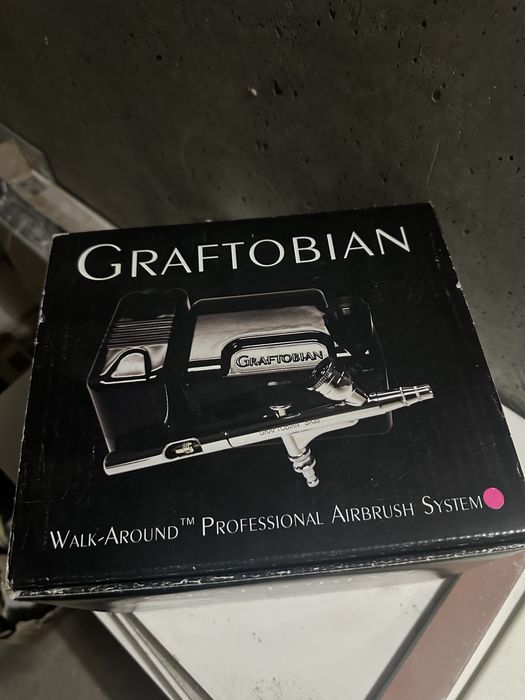 GRAFTOBIAN
GRAFTOBIAN
WALK-AROUND™ PROFESSIONAL AIRBRUSH SYSTEM